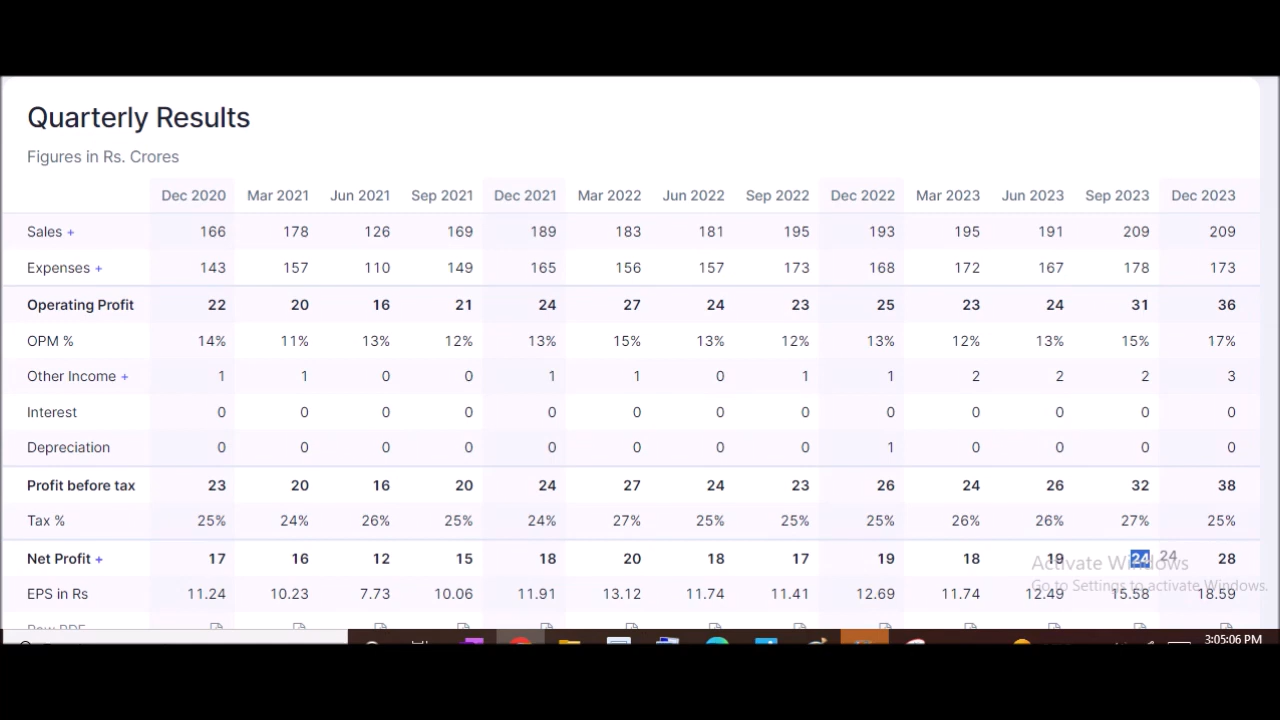 Quarterly Results
Figures in Rs. Crores
Dec 2020 Mar 2021 Jun 2021 Sep 2021 Dec 2021 Mar 2022 Jun 2022 Sep 2022 Dec 2022 Mar 2023 Jun 2023 Sep 2023 Dec 2023
Sales + 166 178 126 169 189 183 181 195 193 195 191 209 209
Expenses + 143 157 110 149 165 156 157 173 168 172 167 178 173
Operating Profit 22 20 16 21 24 27 24 23 25 23 24 31 36
OPM % 14% 11% 13% 12% 13% 15% 13% 12% 13% 12% 13% 15% 17%
Other Income + 1 1 0 0 1 1 0 1 1 2 2 2 3
Interest 0 0 0 0 0 0 0 0 0 0 0 0 0
Depreciation 0 0 0 0 0 0 0 0 1 0 0 0 0
Profit before tax 23 20 16 20 24 27 24 23 26 24 26 32 38
Tax % 25% 24% 26% 25% 24% 27% 25% 25% 25% 26% 26% 27% 25%
Net Profit + 17 16 12 15 18 20 18 17 19 18 19 24 24 28
Activate Windows
EPS in Rs 11.24 10.23 7.73 10.06 11.91 13.12 11.74 11.41 12.69 11.74 12.49 15.58 18.59
Go to Settings to activate Windows.
3:05:06 PM